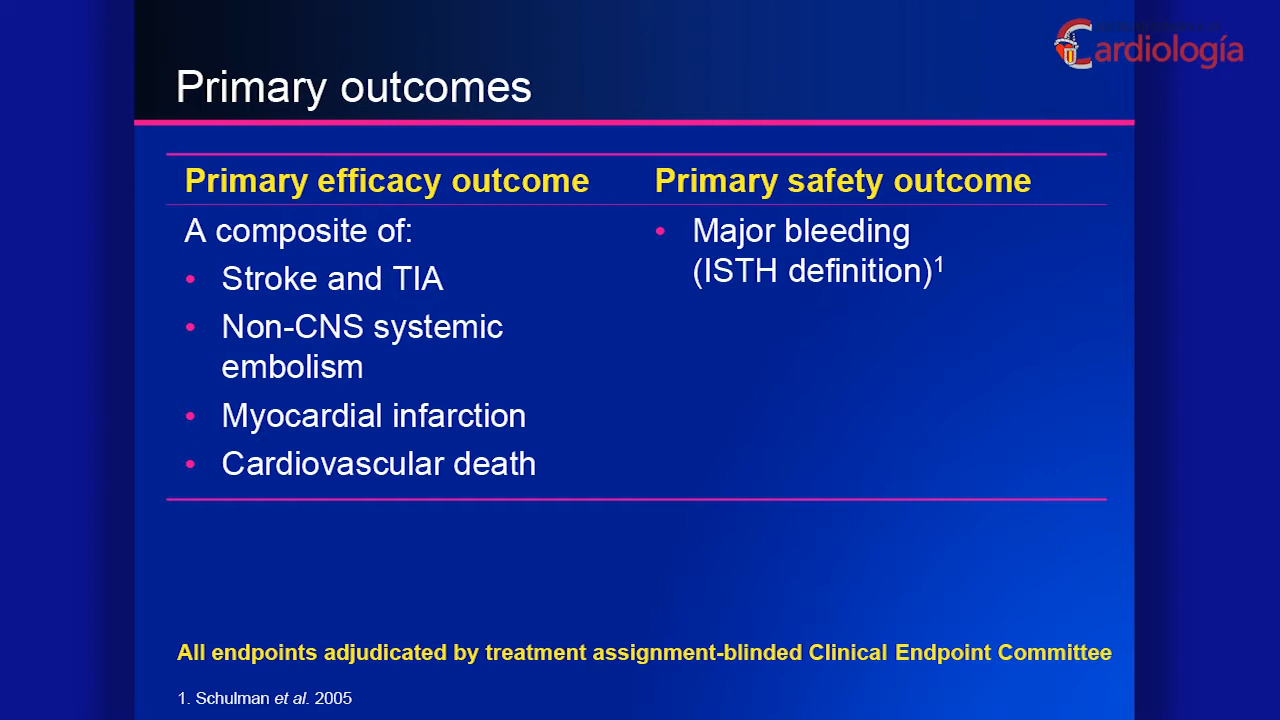 Cardiología
Primary outcomes
Primary efficacy outcome
A composite of:
• Stroke and TIA
• Non-CNS systemic
embolism
• Myocardial infarction
• Cardiovascular death
Primary safety outcome
• Major bleeding
(ISTH definition)¹
All endpoints adjudicated by treatment assignment-blinded Clinical Endpoint Committee
1. Schulman et al. 2005